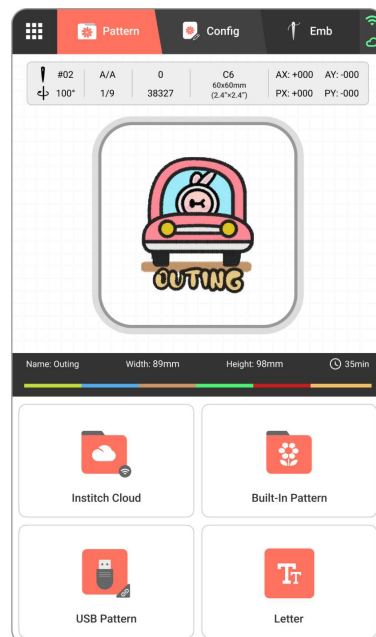 Pattern
Config
Emb
#02 A/A 0 C6 AX: +000 AY: -000
60x60mm
100° 1/9 38327 (2.4"×2.4") PX: +000 PY: -000
OUTING
Name: Outing Width: 89mm Height: 98mm 35min
Institch Cloud
Built-In Pattern
USB Pattern
TT
Letter